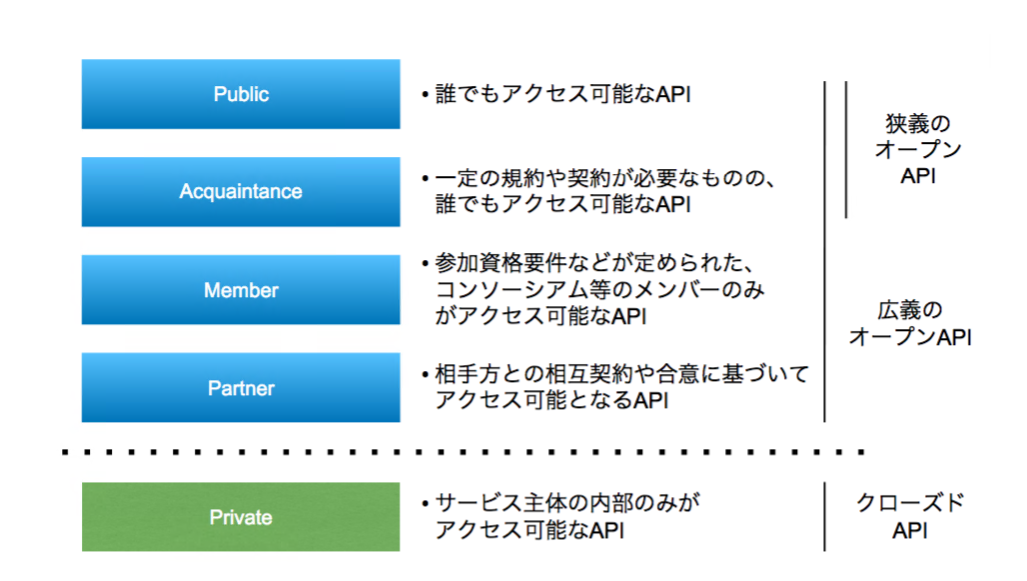 Public
• 誰でもアクセス可能なAPI
Acquaintance
• 一定の規約や契約が必要なものの、
誰でもアクセス可能なAPI
狭義の
オープン
API
Member
• 参加資格要件などが定められた、
コンソーシアム等のメンバーのみ
がアクセス可能なAPI
広義の
オープンAPI
Partner
• 相手方との相互契約や合意に基づいて
アクセス可能となるAPI
Private
• サービス主体の内部のみが
アクセス可能なAPI
クローズド
API